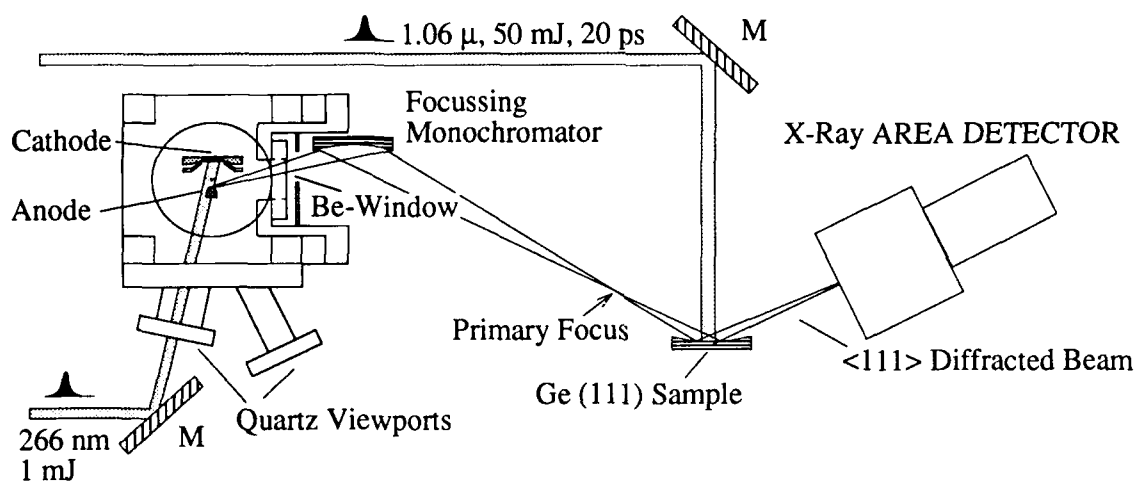 1.06 μ, 50 mJ, 20 ps
M
Focussing
Monochromator
X-Ray AREA DETECTOR
Cathode
Anode
Be-Window
Primary Focus
<111> Diffracted Beam
Ge (111) Sample
Quartz Viewports
M
266 nm
1 mJ